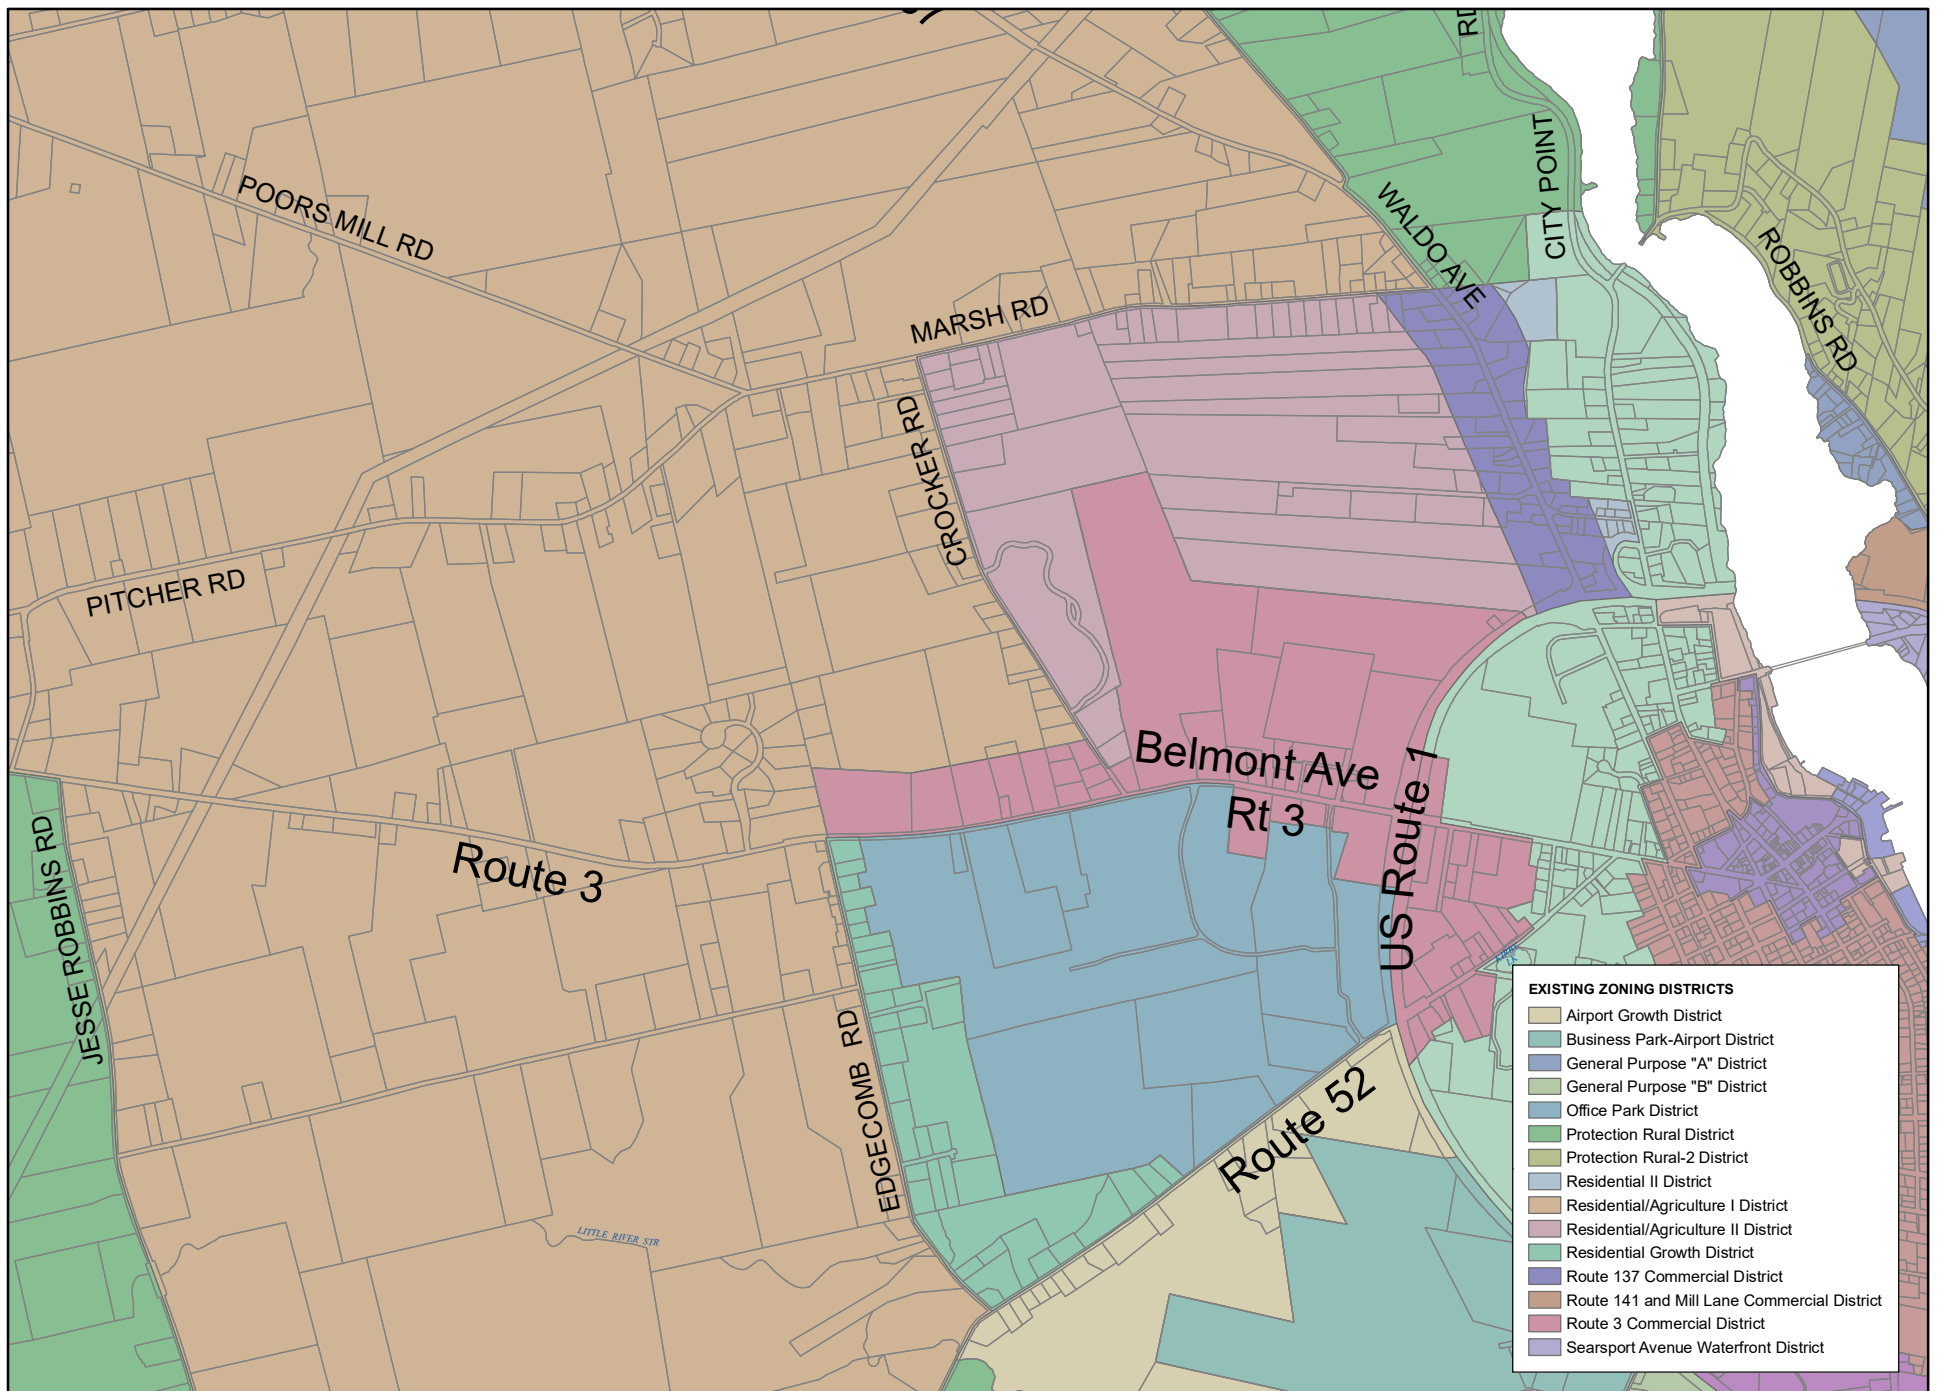 RD
CITY POINT
POORS MILL RD
WALDO AVE
ROBBINS RD
MARSH RD
CROCKER RD
PITCHER RD
Belmont Ave
Rt 3
US Route 1
Route 3
JESSE ROBBINS RD
EDGECOMB RD
Route 52
LITTLE RIVER STR
EXISTING ZONING DISTRICTS
Airport Growth District
Business Park-Airport District
General Purpose "A" District
General Purpose "B" District
Office Park District
Protection Rural District
Protection Rural-2 District
Residential II District
Residential/Agriculture I District
Residential/Agriculture II District
Residential Growth District
Route 137 Commercial District
Route 141 and Mill Lane Commercial District
Route 3 Commercial District
Searsport Avenue Waterfront District